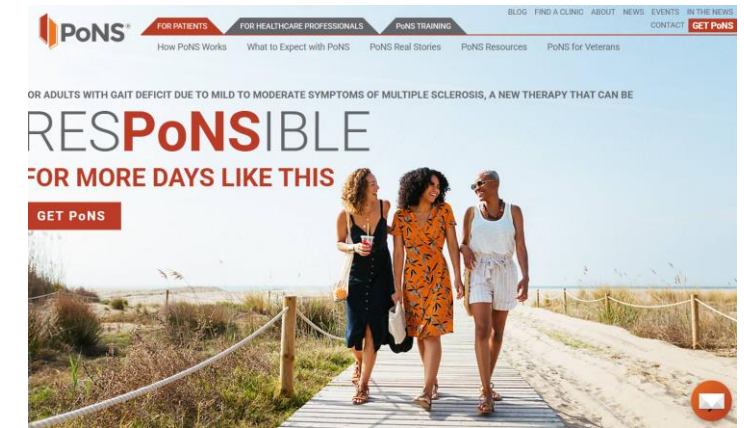 PoNS®
FOR PATIENTS
FOR HEALTHCARE PROFESSIONALS
PoNS TRAINING
BLOG FIND A CLINIC ABOUT NEWS EVENTS IN THE NEWS
CONTACT GET PoNS
How PoNS Works What to Expect with PoNS PoNS Real Stories PoNS Resources PoNS for Veterans
OR ADULTS WITH GAIT DEFICIT DUE TO MILD TO MODERATE SYMPTOMS OF MULTIPLE SCLEROSIS, A NEW THERAPY THAT CAN BE
RESPoNSIBLE
FOR MORE DAYS LIKE THIS
GET PoNS